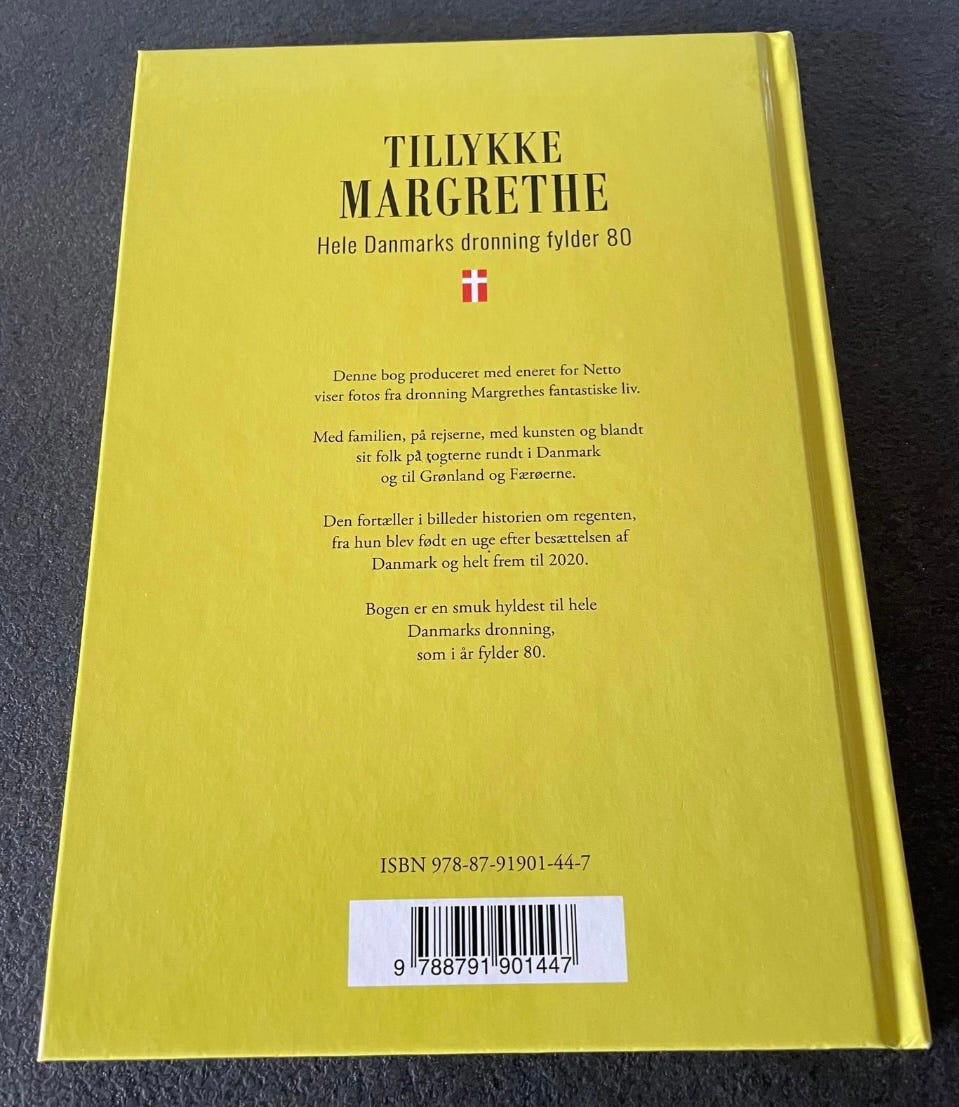 TILLYKKE
MARGRETHE
Hele Danmarks dronning fylder 80
Denne bog produceret med eneret for Netto
viser fotos fra dronning Margrethes fantastiske liv.
Med familien, på rejserne, med kunsten og blandt
sit folk på togterne rundt i Danmark
og til Grønland og Færøerne.
Den fortæller i billeder historien om regenten,
fra hun blev født en uge efter besættelsen af
Danmark og helt frem til 2020.
Bogen er en smuk hyldest til hele
Danmarks dronning,
som i år fylder 80.
ISBN 978-87-91901-44-7
9 788791 901447